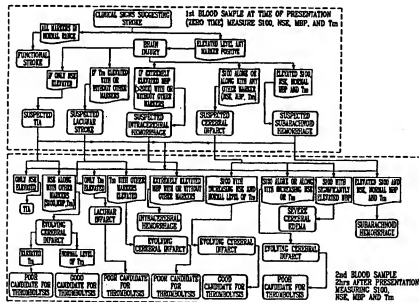 CLINICAL SIGNS SUGGESTING
STROKE
1st BLOOD SAMPLE AT TIME OF PRESENTATION
(ZERO TIME) MEASURE S100, NSE, MBP, AND Tm
ALL MARKERS IN
NORMAL RANGE
BRAIN
INJURY
ELEVATED LEVEL ANY
MARKER POSITIVE
FUNCTIONAL
STROKE
IF ONLY NSE
ELEVATED
IF Tm ELEVATED
WITH OR
WITHOUT OTHER
MARKERS
IF EXTREMELY
ELEVATED MBP
WITH OR
WITHOUT OTHER
MARKERS
S100 ALONE OR
ALONG WITH ANY
OTHER MARKER
(NSE, MBP, Tm)
ELEVATED S100,
NSE, NORMAL
MBP AND Tm
SUSPECTED
TIA
SUSPECTED
LACUNAR
STROKE
SUSPECTED
INTRACEREBRAL
HEMORRHAGE
SUSPECTED
CEREBRAL
INFARCT
SUSPECTED
SUBARACHNOID
HEMORRHAGE
ONLY NSE
ELEVATED
NSE ALONG
WITH OTHER
MARKERS
(S100,MBP,Tm)
ONLY Tm
ELEVATED
Tm WITH OTHER
MARKERS
ELEVATED
EXTREMELY ELEVATED
MBP WITH OR WITHOUT
OTHER MARKERS
S100 WITH
INCREASING NSE AND
NORMAL LEVEL OF Tm
S100 ALONE OR ALONG
WITH INCREASING NSE
OR Tm
S100 WITH
SIGNIFICANTLY
ELEVATED
ELEVATED S100 AND
NSE, NORMAL MBP
AND Tm
TIA
LACUNAR
INFARCT
INTRACEREBRAL
HEMORRHAGE
SEVERE
CEREBRAL
EDEMA
SUBARACHNOID
HEMORRHAGE
EVOLVING
CEREBRAL
INFARCT
EVOLVING CEREBRAL
INFARCT
EVOLVING CEREBRAL
INFARCT
EVOLVING CEREBRAL
INFARCT
ELEVATED
NORMAL LEVEL
OF Tm
POOR
CANDIDATE FOR
THROMBOLYSIS
GOOD
CANDIDATE FOR
THROMBOLYSIS
POOR CANDIDATE
FOR
THROMBOLYSIS
POOR
CANDIDATE FOR
THROMBOLYSIS
GOOD
CANDIDATE FOR
THROMBOLYSIS
POOR
CANDIDATE FOR
THROMBOLYSIS
2nd BLOOD SAMPLE
2hrs AFTER PRESENTATION
MEASURING S100,
NSE, MBP AND Tm